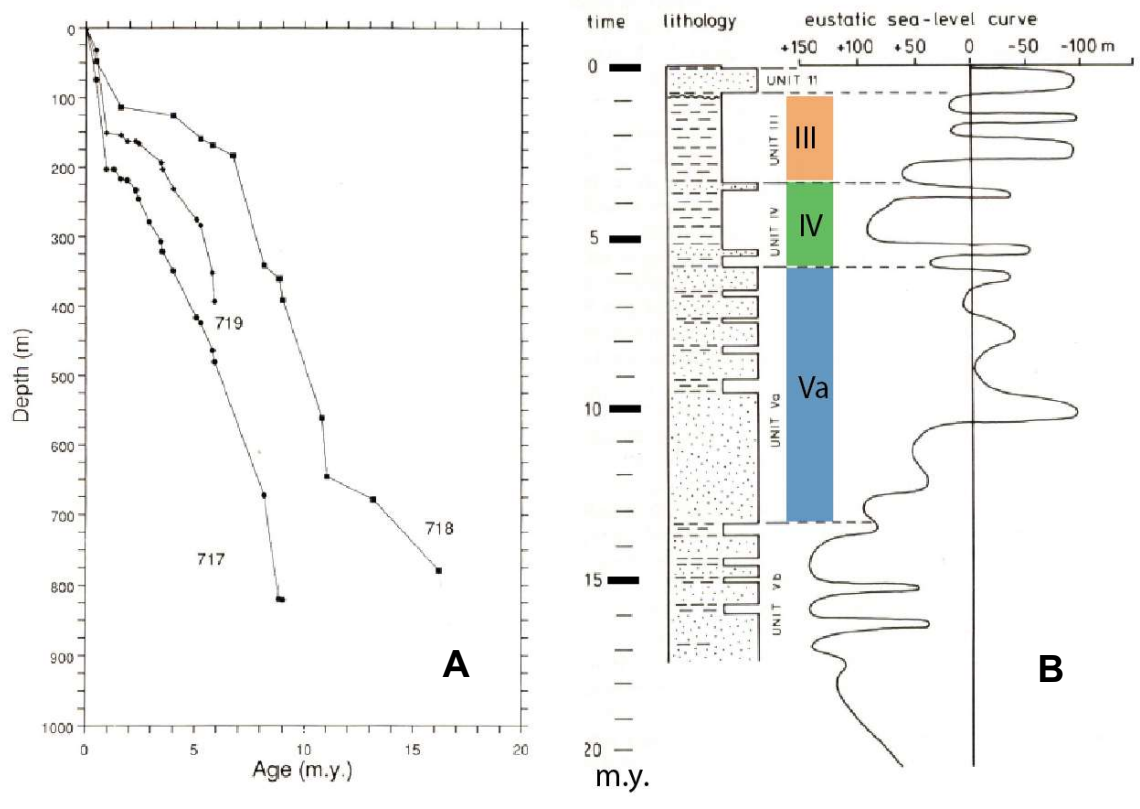 0
100
200
300
400
500
600
700
800
900
1000
Depth (m)
0 5 10 15 20
Age (m.y.)
719
718
717
A
time lithology eustatic sea-level curve
+150 +100 +50 0 -50 -100 m
0
5
10
15
20
m.y.
UNIT 11
UNIT III
UNIT IV
UNIT Va
UNIT Vb
III
IV
Va
B